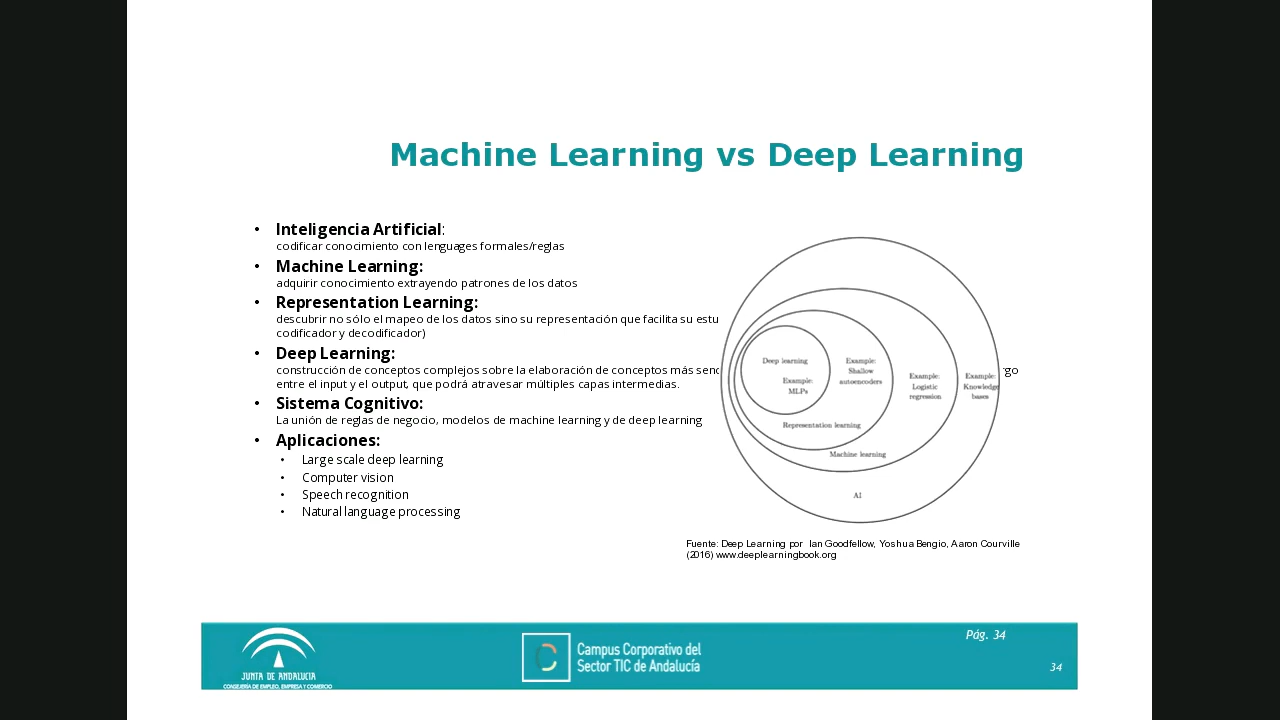 Machine Learning vs Deep Learning
• Inteligencia Artificial:
codificar conocimiento con lenguages formales/reglas
• Machine Learning:
adquirir conocimiento extrayendo patrones de los datos
• Representation Learning:
descubrir no sólo el mapeo de los datos sino su representación que facilita su
codificador y decodificador)
• Deep Learning:
construcción de conceptos complejos sobre la elaboración de conceptos más
entre el input y el output, que podrá atravesar múltiples capas intermedias.
• Sistema Cognitivo:
La unión de reglas de negocio, modelos de machine learning y de deep learning
• Aplicaciones:
• Large scale deep learning
• Computer vision
• Speech recognition
• Natural language processing
Deep learning
Example:
MLPs
Example:
Shallow
autoencoders
Example:
Logistic
regression
Example:
Knowledge
bases
Representation learning
Machine learning
AI
Fuente: Deep Learning por Ian Goodfellow, Yoshua Bengio, Aaron Courville
(2016) www.deeplearningbook.org
JUNTA DE ANDALUCIA
CONSEJERÍA DE EMPLEO, EMPRESA Y COMERCIO
Campus Corporativo del
Sector TIC de Andalucía
Pág. 34
34